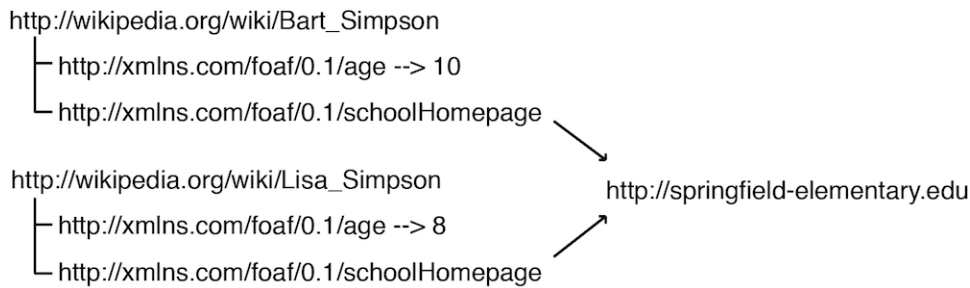 http://wikipedia.org/wiki/Bart_Simpson
http://xmlns.com/foaf/0.1/age --> 10
http://xmlns.com/foaf/0.1/schoolHomepage
http://wikipedia.org/wiki/Lisa_Simpson
http://springfield-elementary.edu
http://xmlns.com/foaf/0.1/age --> 8
http://xmlns.com/foaf/0.1/schoolHomepage